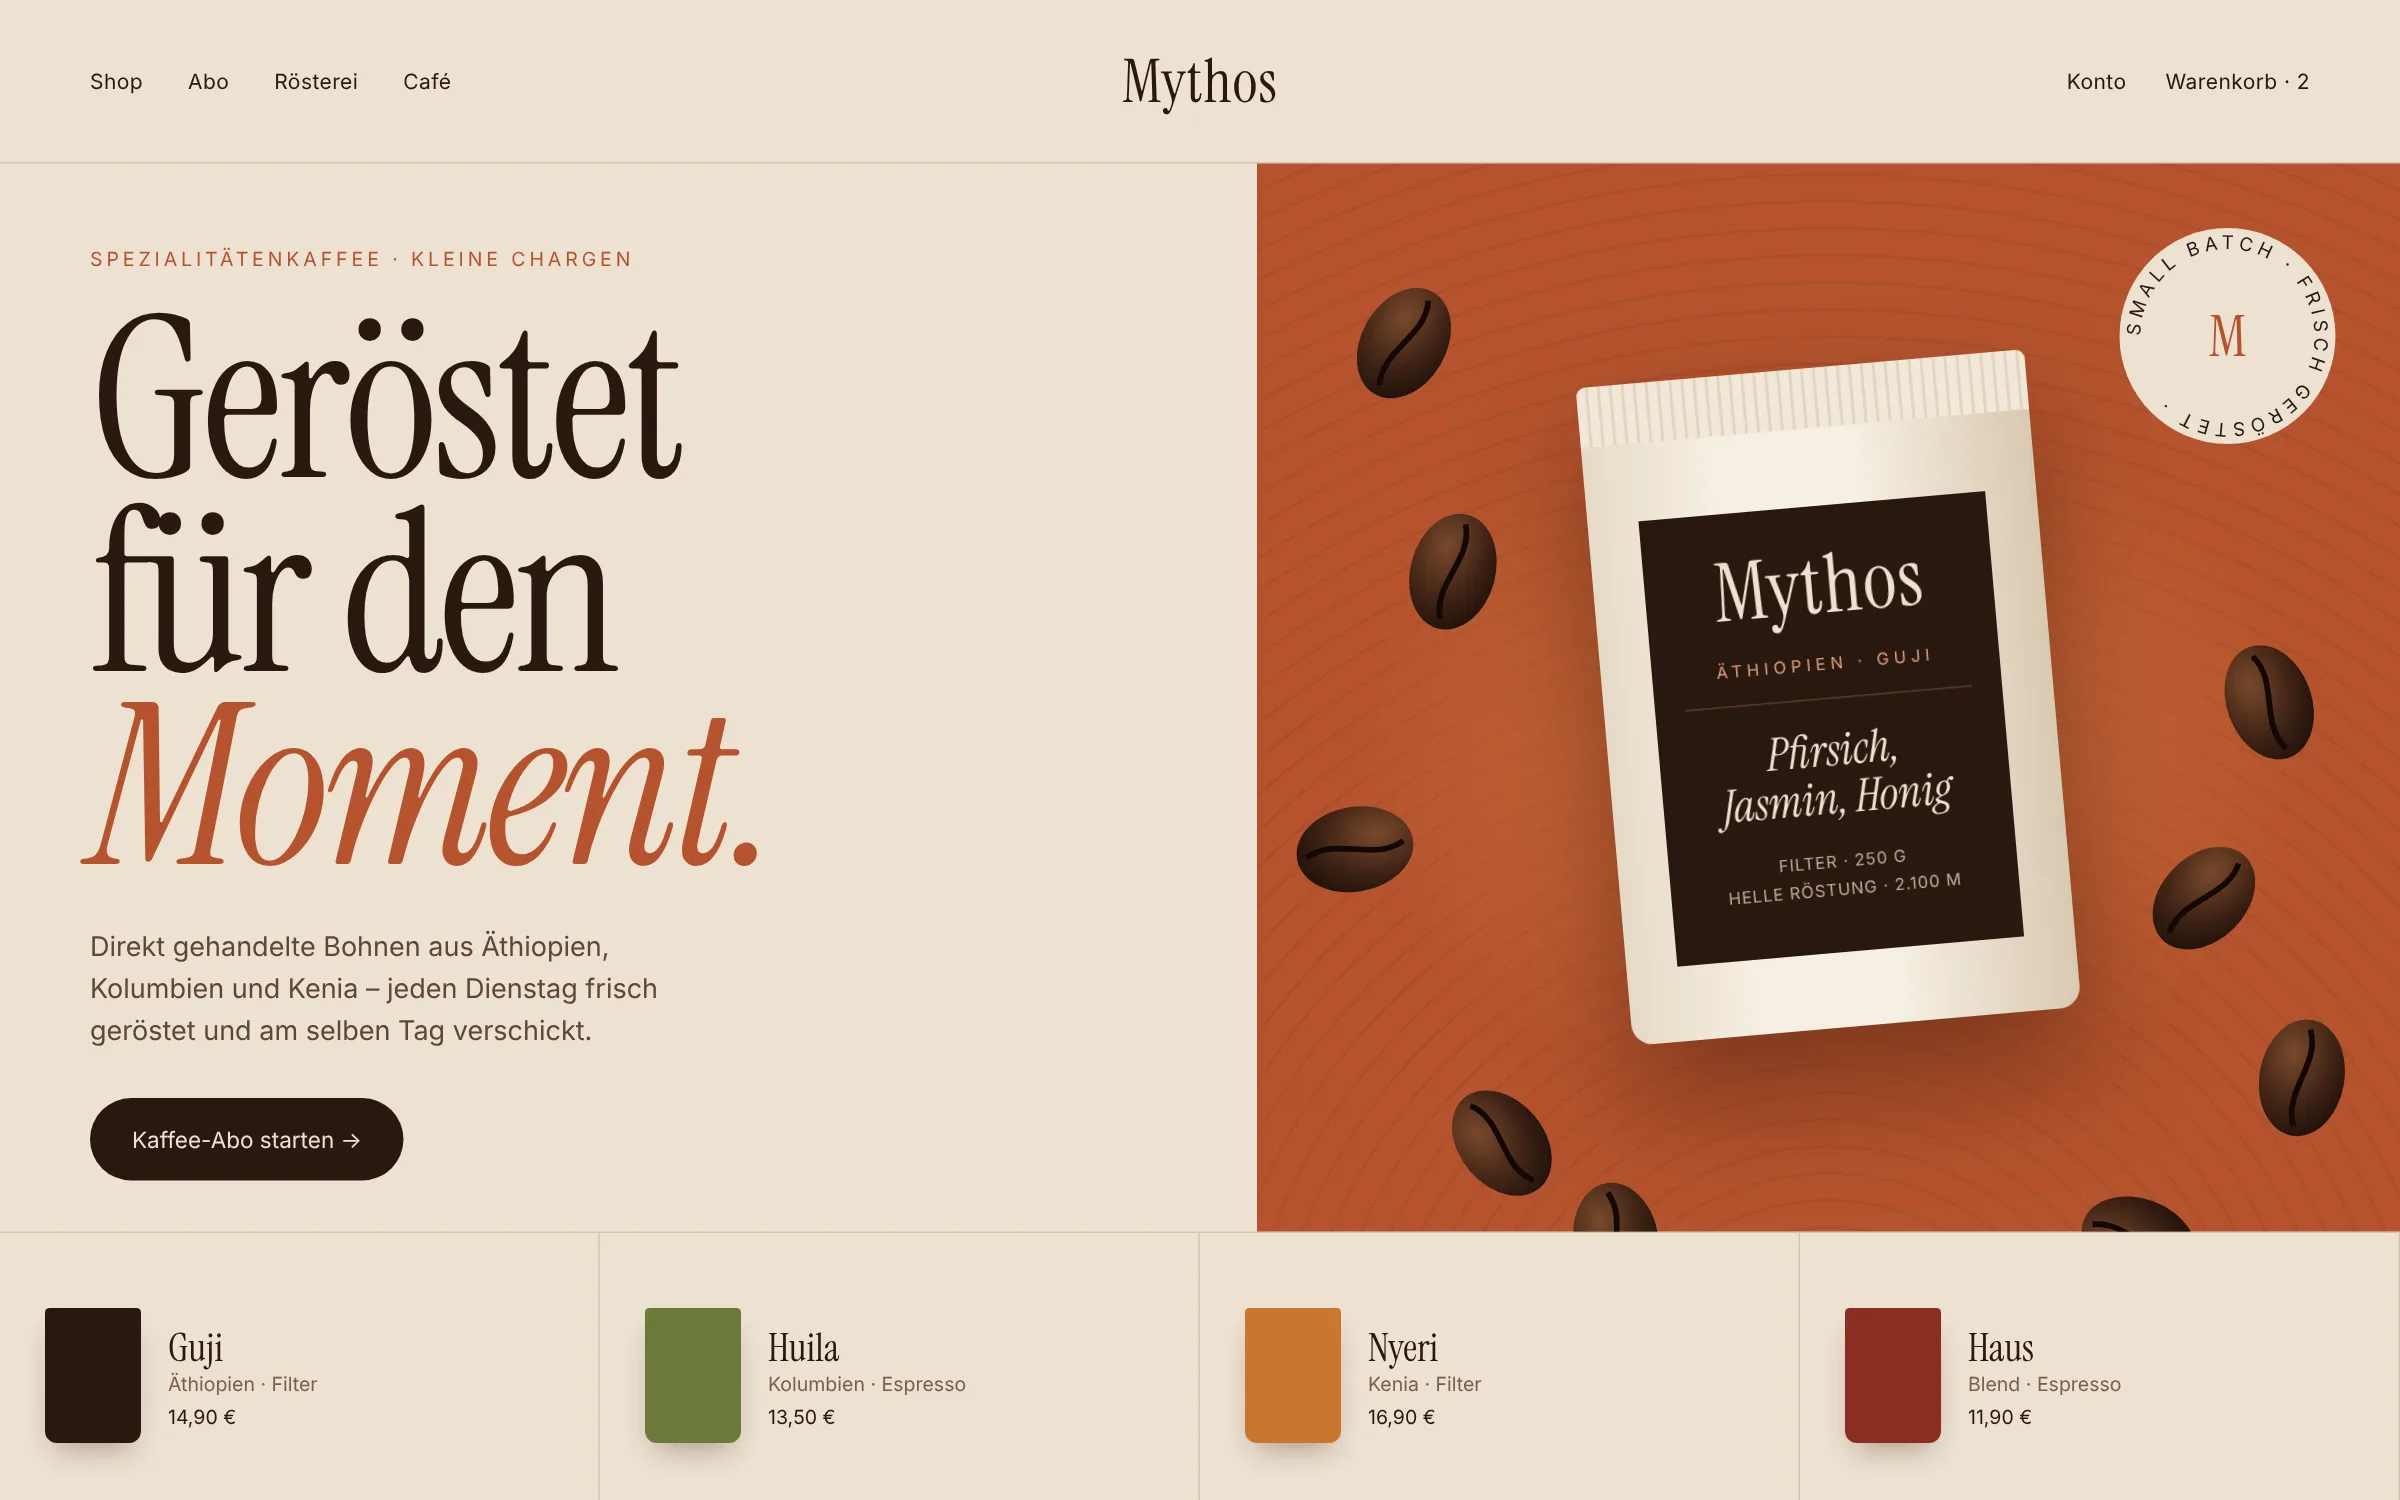 Shop Abo Rösterei Café
Mythos
Konto Warenkorb · 2
SPEZIALITÄTENKAFFEE · KLEINE CHARGEN
Geröstet
für den
Moment.
Direkt gehandelte Bohnen aus Äthiopien,
Kolumbien und Kenia – jeden Dienstag frisch
geröstet und am selben Tag verschickt.
Kaffee-Abo starten →
SMALL BATCH · FRISCH GERÖSTET ·
M
Mythos
ÄTHIOPIEN · GUJI
Pfirsich,
Jasmin, Honig
FILTER · 250 G
HELLE RÖSTUNG · 2.100 M
Guji
Äthiopien · Filter
14,90 €
Huila
Kolumbien · Espresso
13,50 €
Nyeri
Kenia · Filter
16,90 €
Haus
Blend · Espresso
11,90 €